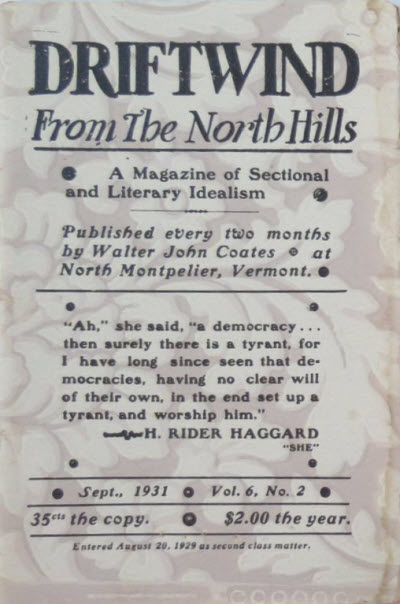 DRIFTWIND
From The North Hills
A Magazine of Sectional
and Literary Idealism
Published every two months
by Walter John Coates at
North Montpelier, Vermont.
"Ah," she said, "a democracy...
then surely there is a tyrant, for
I have long since seen that de-
mocracies, having no clear will
of their own, in the end set up a
tyrant, and worship him."
H. RIDER HAGGARD
"SHE"
Sept., 1931 Vol. 6, No. 2
35cts the copy. $2.00 the year.
Entered August 20, 1929 as second class matter.